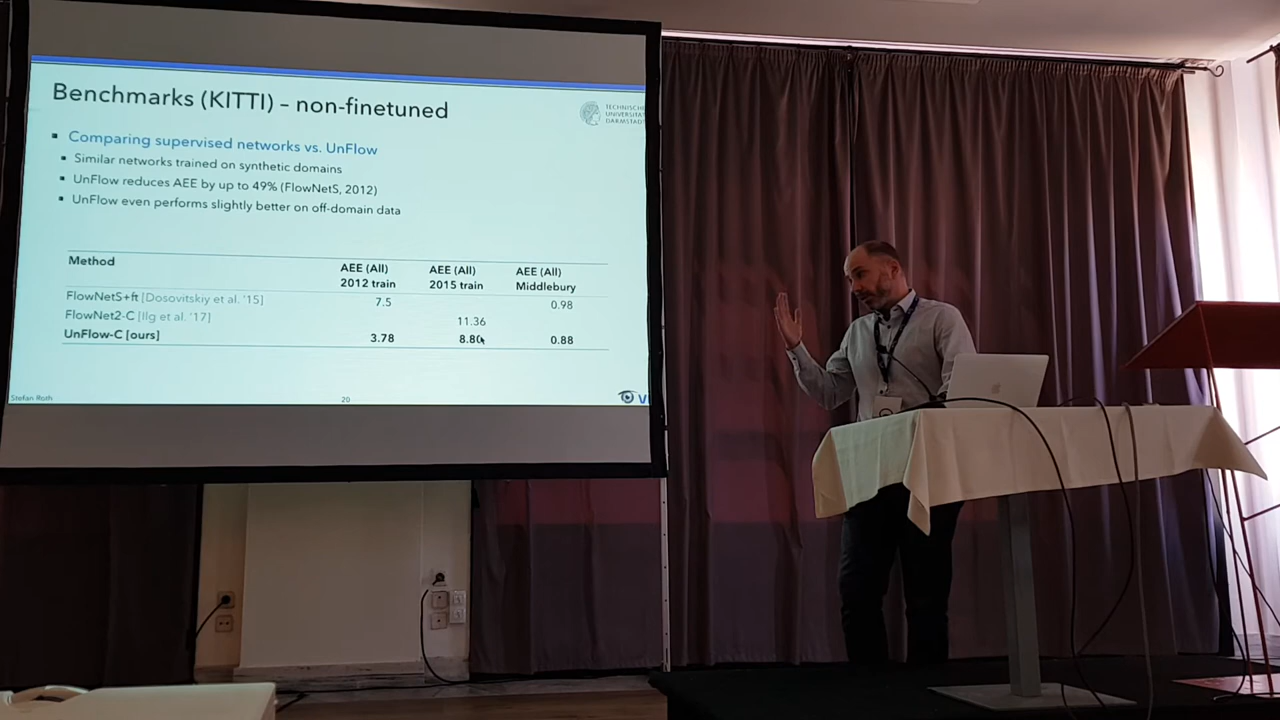 Benchmarks (KITTI) – non-finetuned
TECHNISCHE
UNIVERSITÄT
DARMSTADT
▪ Comparing supervised networks vs. UnFlow
▪ Similar networks trained on synthetic domains
▪ UnFlow reduces AEE by up to 49% (FlowNetS, 2012)
▪ UnFlow even performs slightly better on off-domain data
Method AEE (All) 2012 train AEE (All) 2015 train AEE (All) Middlebury
FlowNetS+ft [Dosovitskiy et al. '15] 7.5 0.98
FlowNet2-C [Ilg et al. '17] 11.36
UnFlow-C [ours] 3.78 8.80 0.88
Stefan Roth 20